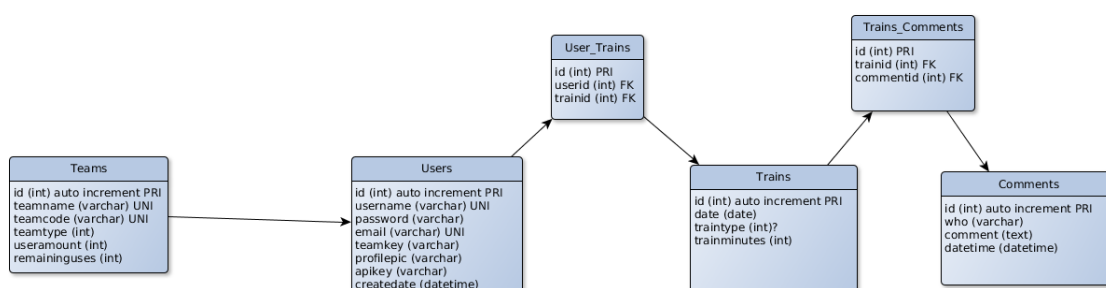 Teams
id (int) auto increment PRI
teamname (varchar) UNI
teamcode (varchar) UNI
teamtype (int)
useramount (int)
remaininguses (int)
Users
id (int) auto increment PRI
username (varchar) UNI
password (varchar)
email (varchar) UNI
teamkey (varchar)
profilepic (varchar)
apikey (varchar)
createdate (datetime)
User_Trains
id (int) PRI
userid (int) FK
trainid (int) FK
Trains
id (int) auto increment PRI
date (date)
traintype (int)?
trainminutes (int)
Trains_Comments
id (int) PRI
trainid (int) FK
commentid (int) FK
Comments
id (int) auto increment PRI
who (varchar)
comment (text)
datetime (datetime)